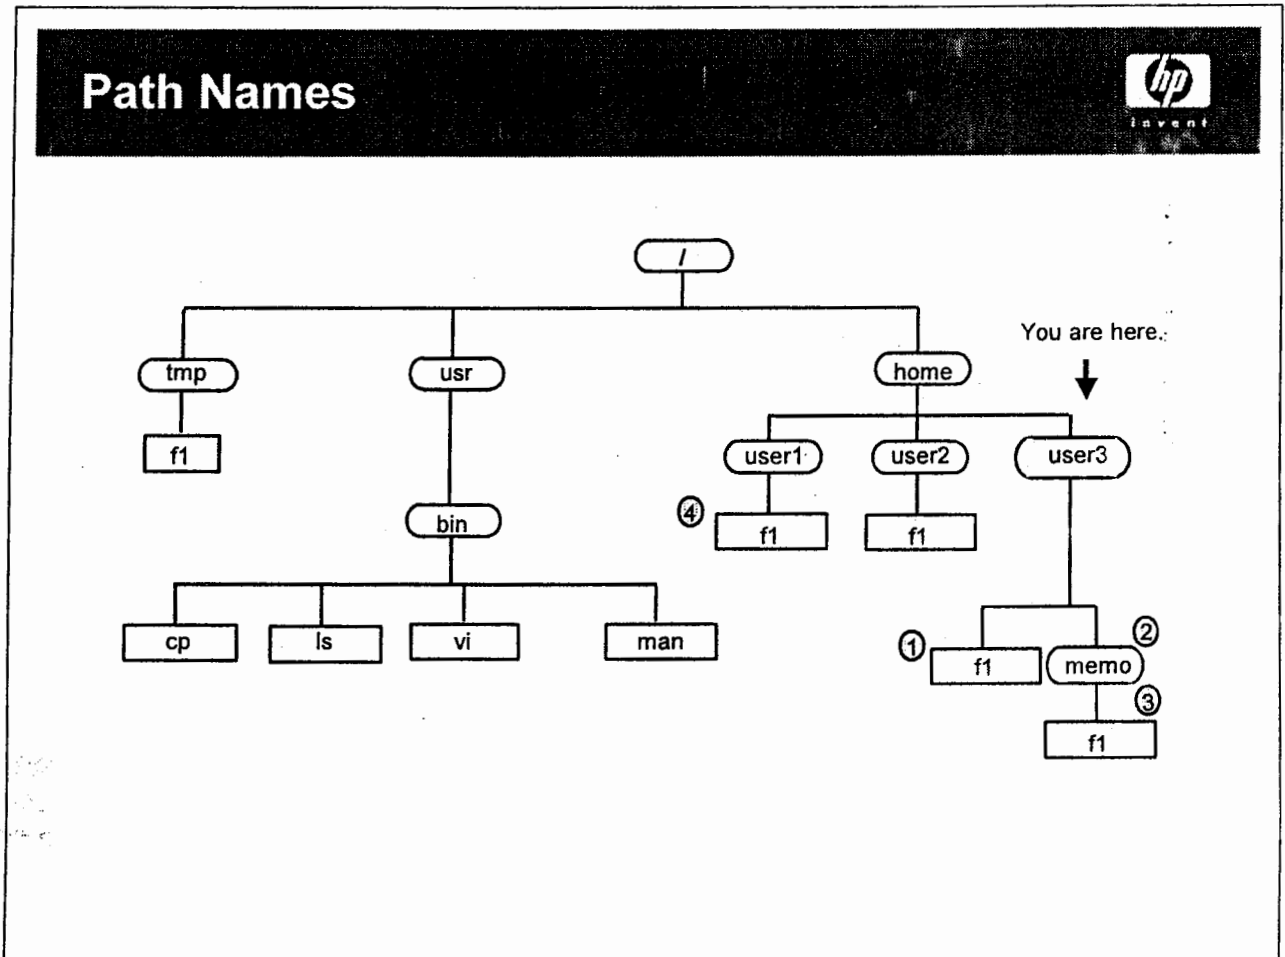 Path Names
hp
invent
/
You are here.
tmp
usr
home
f1
user1
user2
user3
bin
4
f1
f1
cp
ls
vi
man
1
f1
2
memo
3
f1